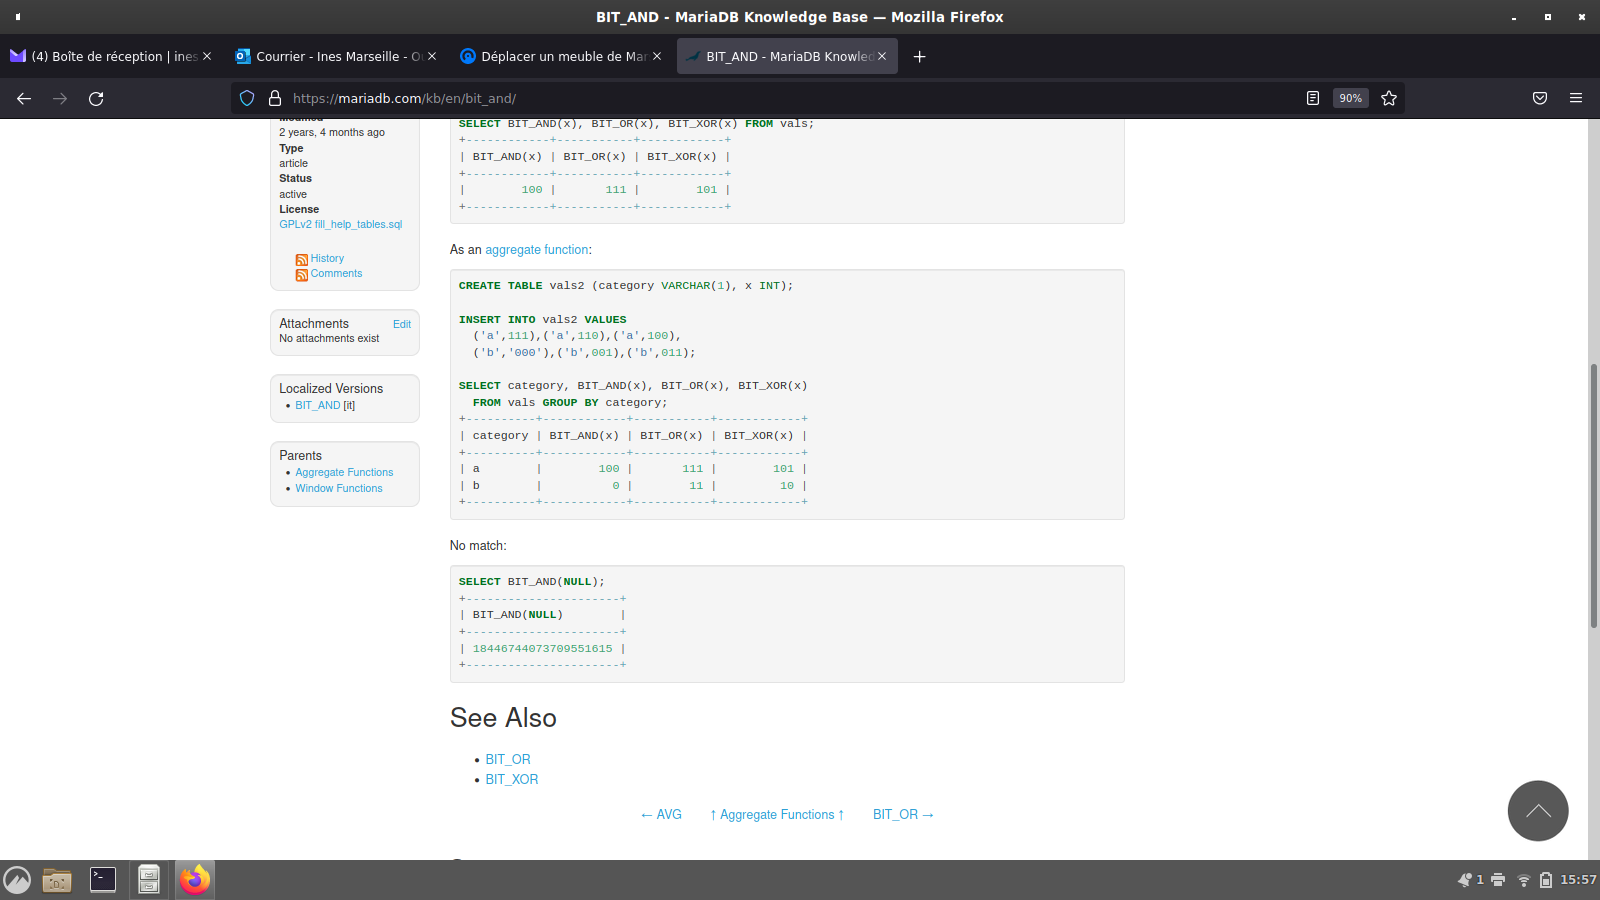 BIT_AND - MariaDB Knowledge Base — Mozilla Firefox
(4) Boîte de réception | ines
Courrier - Ines Marseille - O
Déplacer un meuble de Mar
BIT_AND - MariaDB Knowled
https://mariadb.com/kb/en/bit_and/
90%
Modified
2 years, 4 months ago
Type
article
Status
active
License
GPLv2 fill_help_tables.sql
History
Comments
Attachments Edit
No attachments exist
Localized Versions
• BIT_AND [it]
Parents
• Aggregate Functions
• Window Functions
SELECT BIT_AND(x), BIT_OR(x), BIT_XOR(x) FROM vals;
+------------+-----------+------------+
| BIT_AND(x) | BIT_OR(x) | BIT_XOR(x) |
+------------+-----------+------------+
|        100 |       111 |        101 |
+------------+-----------+------------+
As an aggregate function:
CREATE TABLE vals2 (category VARCHAR(1), x INT);
INSERT INTO vals2 VALUES
('a',111),('a',110),('a',100),
('b','000'),('b',001),('b',011);
SELECT category, BIT_AND(x), BIT_OR(x), BIT_XOR(x)
FROM vals GROUP BY category;
+----------+------------+-----------+------------+
| category | BIT_AND(x) | BIT_OR(x) | BIT_XOR(x) |
+----------+------------+-----------+------------+
| a        |        100 |       111 |        101 |
| b        |          0 |        11 |         10 |
+----------+------------+-----------+------------+
No match:
SELECT BIT_AND(NULL);
+----------------------+
| BIT_AND(NULL)        |
+----------------------+
| 18446744073709551615 |
+----------------------+
See Also
• BIT_OR
• BIT_XOR
← AVG ↑ Aggregate Functions ↑ BIT_OR →
1 15:57